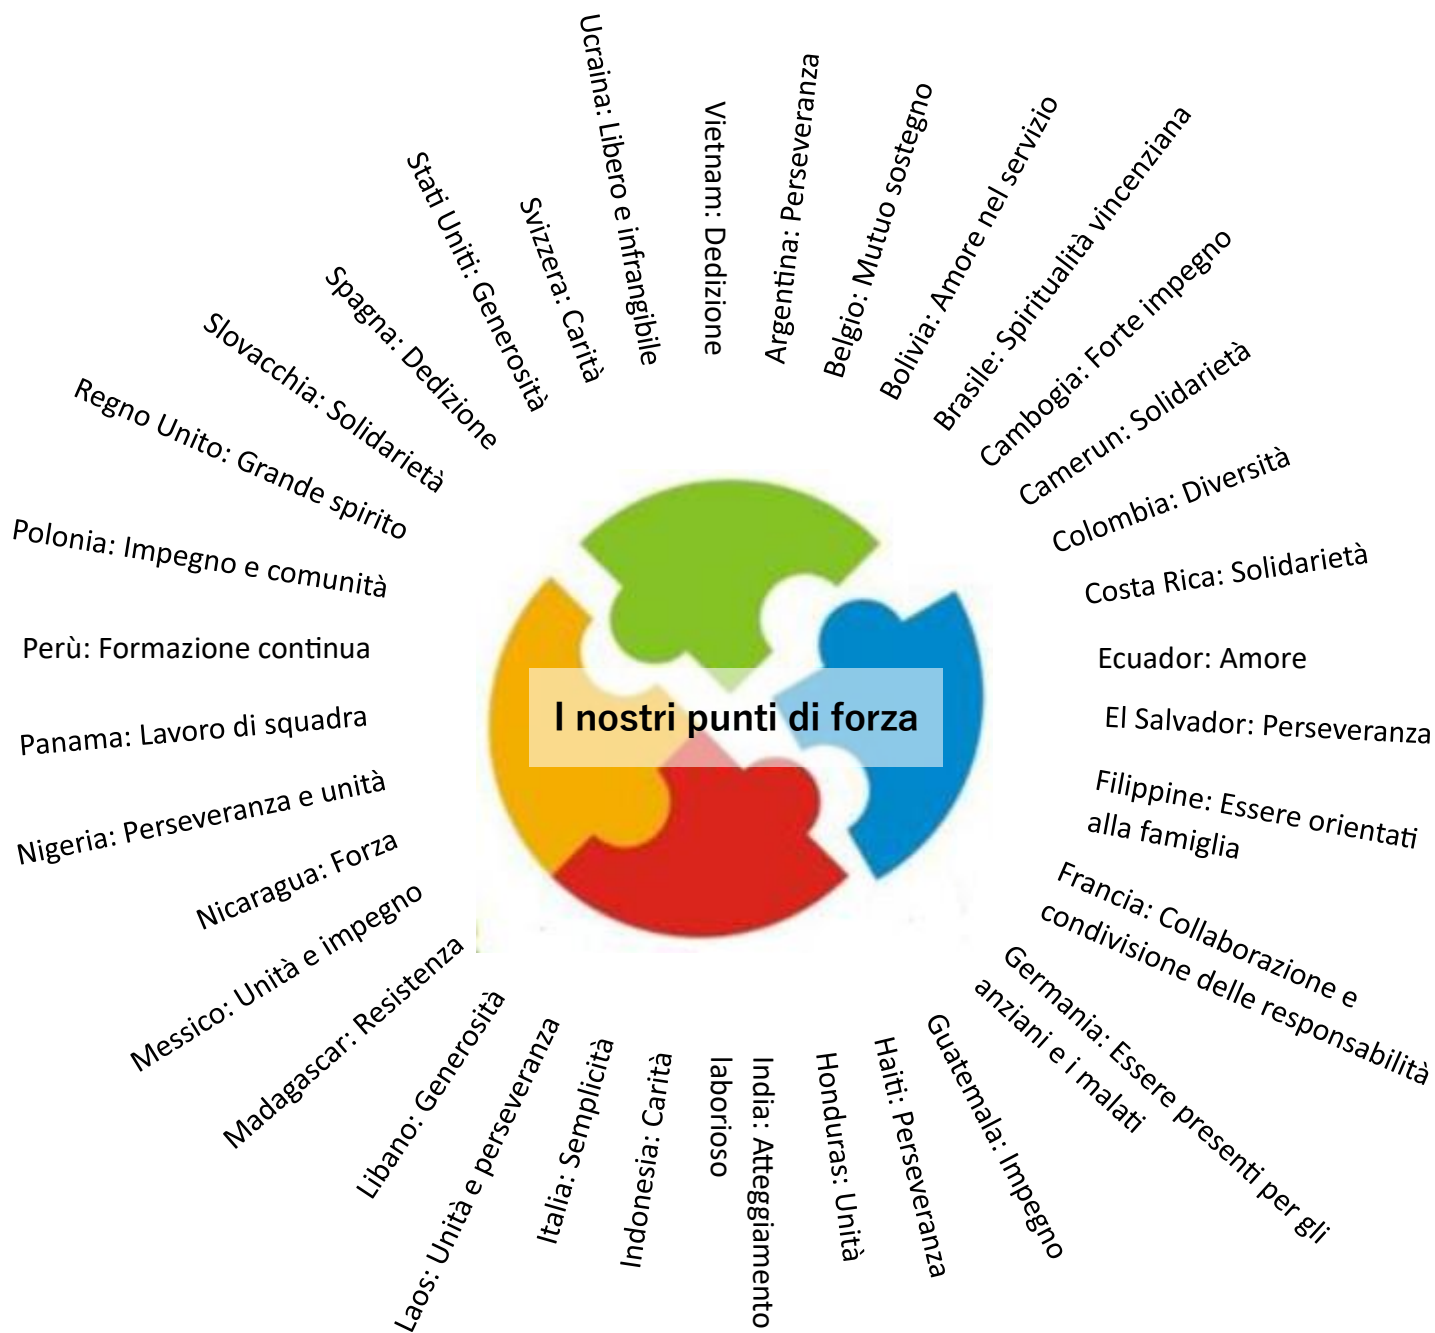 I nostri punti di forza
Argentina: Perseveranza
Belgio: Mutuo sostegno
Bolivia: Amore nel servizio
Brasile: Spiritualità vincenziana
Cambogia: Forte impegno
Camerun: Solidarietà
Colombia: Diversità
Costa Rica: Solidarietà
Ecuador: Amore
El Salvador: Perseveranza
Filippine: Essere orientati
alla famiglia
Francia: Collaborazione e
condivisione delle responsabilità
Germania: Essere presenti per gli
anziani e i malati
Guatemala: Impegno
Haiti: Perseveranza
Honduras: Unità
India: Atteggiamento
laborioso
Indonesia: Carità
Italia: Semplicità
Laos: Unità e perseveranza
Libano: Generosità
Madagascar: Resistenza
Messico: Unità e impegno
Nicaragua: Forza
Nigeria: Perseveranza e unità
Panama: Lavoro di squadra
Perù: Formazione continua
Polonia: Impegno e comunità
Regno Unito: Grande spirito
Slovacchia: Solidarietà
Spagna: Dedizione
Stati Uniti: Generosità
Svizzera: Carità
Ucraina: Libero e infrangibile
Vietnam: Dedizione